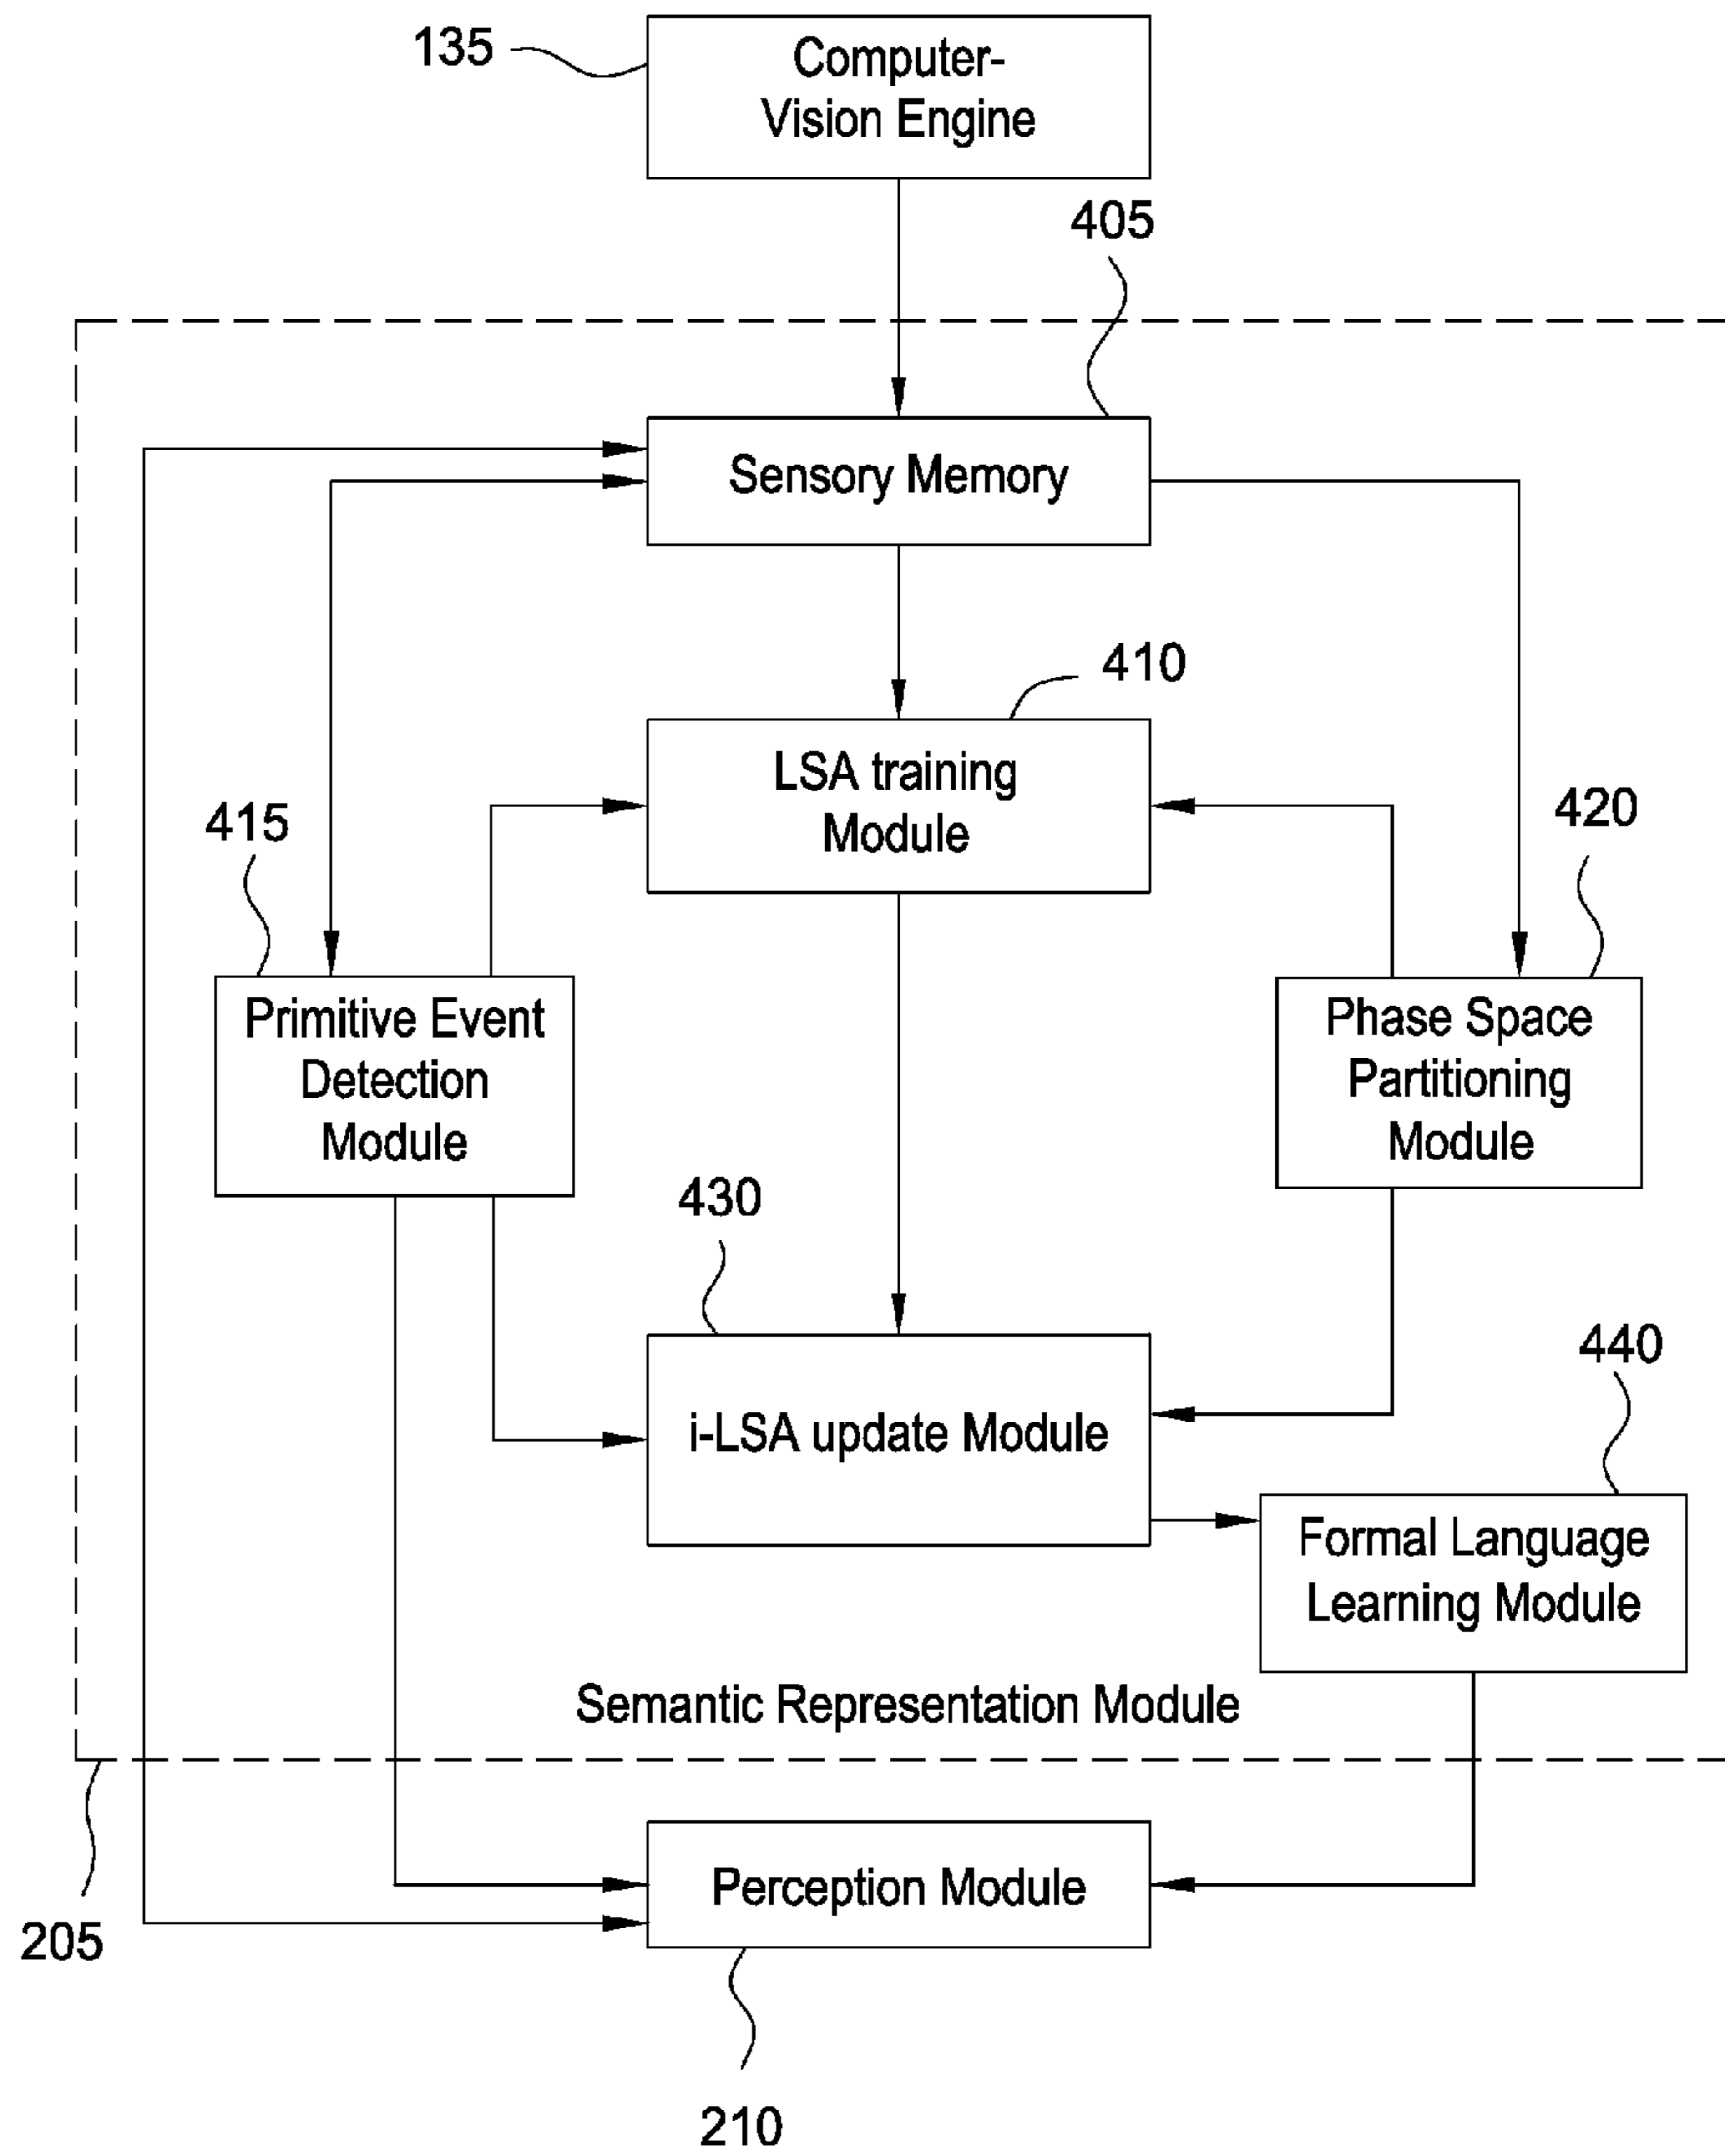 135
Computer-
Vision Engine
405
Sensory Memory
410
LSA training
Module
415
420
Primitive Event
Detection
Module
Phase Space
Partitioning
Module
430
440
i-LSA update Module
Formal Language
Learning Module
Semantic Representation Module
Perception Module
205
210